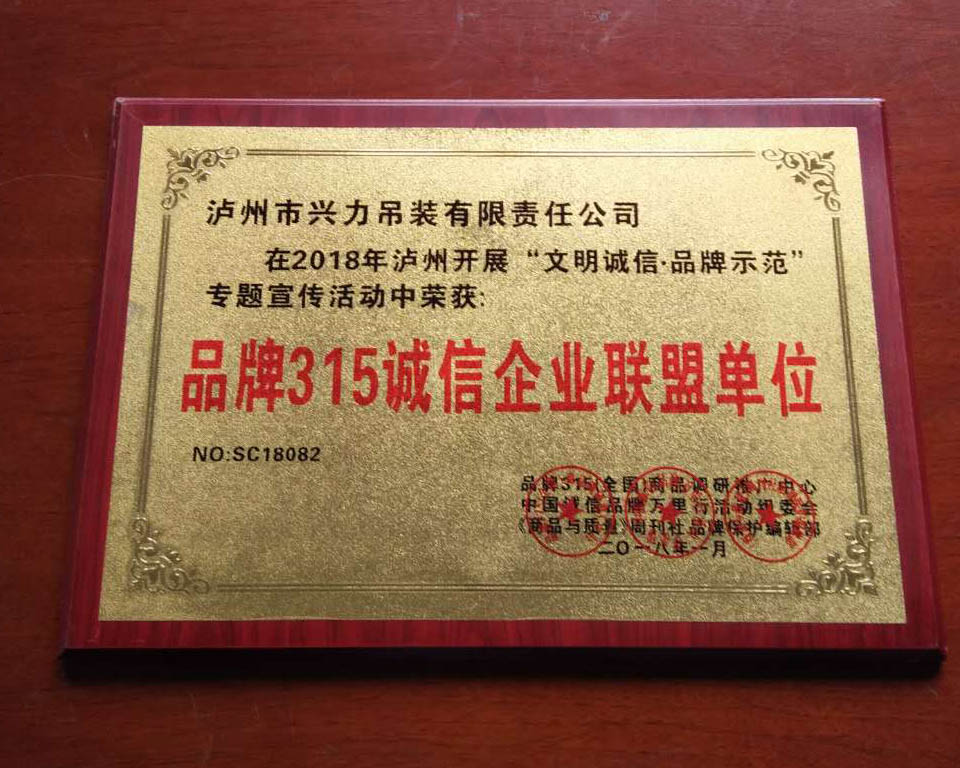 泸州市兴力吊装有限责任公司
在2018年泸州开展“文明诚信·品牌示范”
专题宣传活动中荣获:
品牌315诚信企业联盟单位
NO:SC18082
品牌315(全国)商品调研推广中心
中国诚信品牌万里行活动组委会
《商品与质量》周刊社品牌保护编辑部
二〇一八年一月